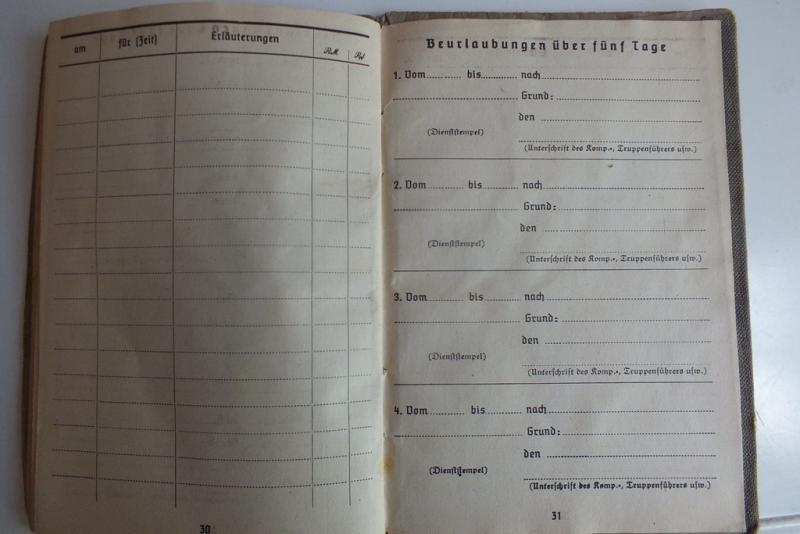 am für (Zeit) Erläuterungen RM. Rpf
30
Beurlaubungen über fünf Tage
1. Vom........ bis........ nach
Grund:
den
(Dienststempel)
(Unterschrift des Komp.-, Truppenführers usw.)
2. Vom........ bis........ nach
Grund:
den
(Dienststempel)
(Unterschrift des Komp.-, Truppenführers usw.)
3. Vom........ bis........ nach
Grund:
den
(Dienststempel)
(Unterschrift des Komp.-, Truppenführers usw.)
4. Vom........ bis........ nach
Grund:
den
(Dienststempel)
(Unterschrift des Komp.-, Truppenführers usw.)
31